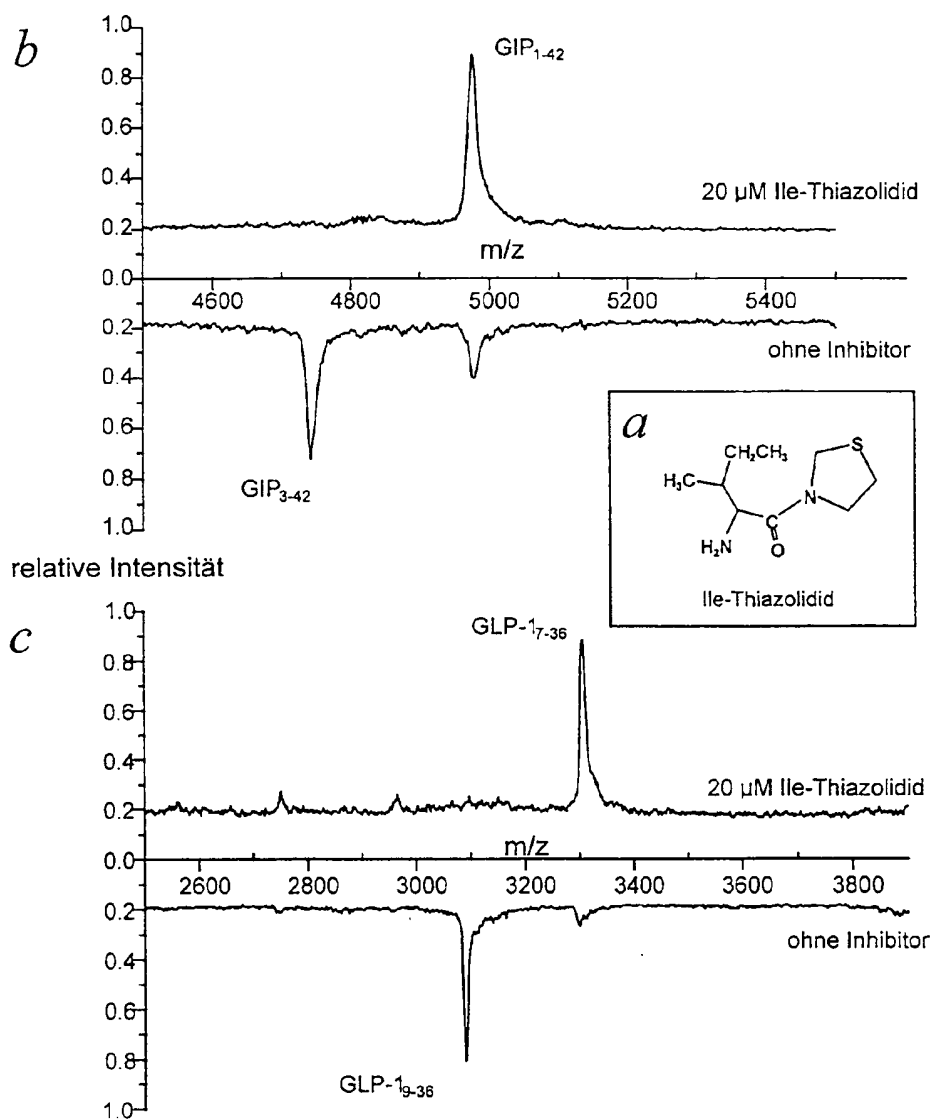 b
1.0
GIP1-42
0.8
0.6
0.4
20 µM Ile-Thiazolidid
0.2
m/z
0.0
4600 4800 5000 5200 5400
0.2
ohne Inhibitor
0.4
0.6
0.8
GIP3-42
1.0
a
S
CH2CH3
H3C
N
C
H2N
O
Ile-Thiazolidid
relative Intensität
c
1.0
GLP-17-36
0.8
0.6
0.4
20 µM Ile-Thiazolidid
0.2
m/z
0.0
2600 2800 3000 3200 3400 3600 3800
0.2
ohne Inhibitor
0.4
0.6
0.8
GLP-19-36
1.0